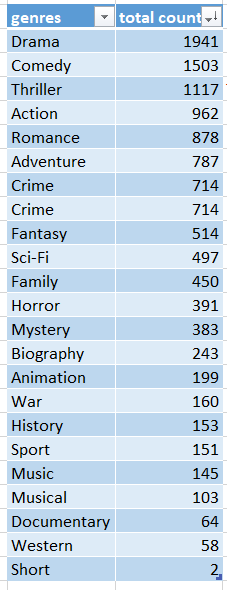 genres total count
Drama 1941
Comedy 1503
Thriller 1117
Action 962
Romance 878
Adventure 787
Crime 714
Crime 714
Fantasy 514
Sci-Fi 497
Family 450
Horror 391
Mystery 383
Biography 243
Animation 199
War 160
History 153
Sport 151
Music 145
Musical 103
Documentary 64
Western 58
Short 2